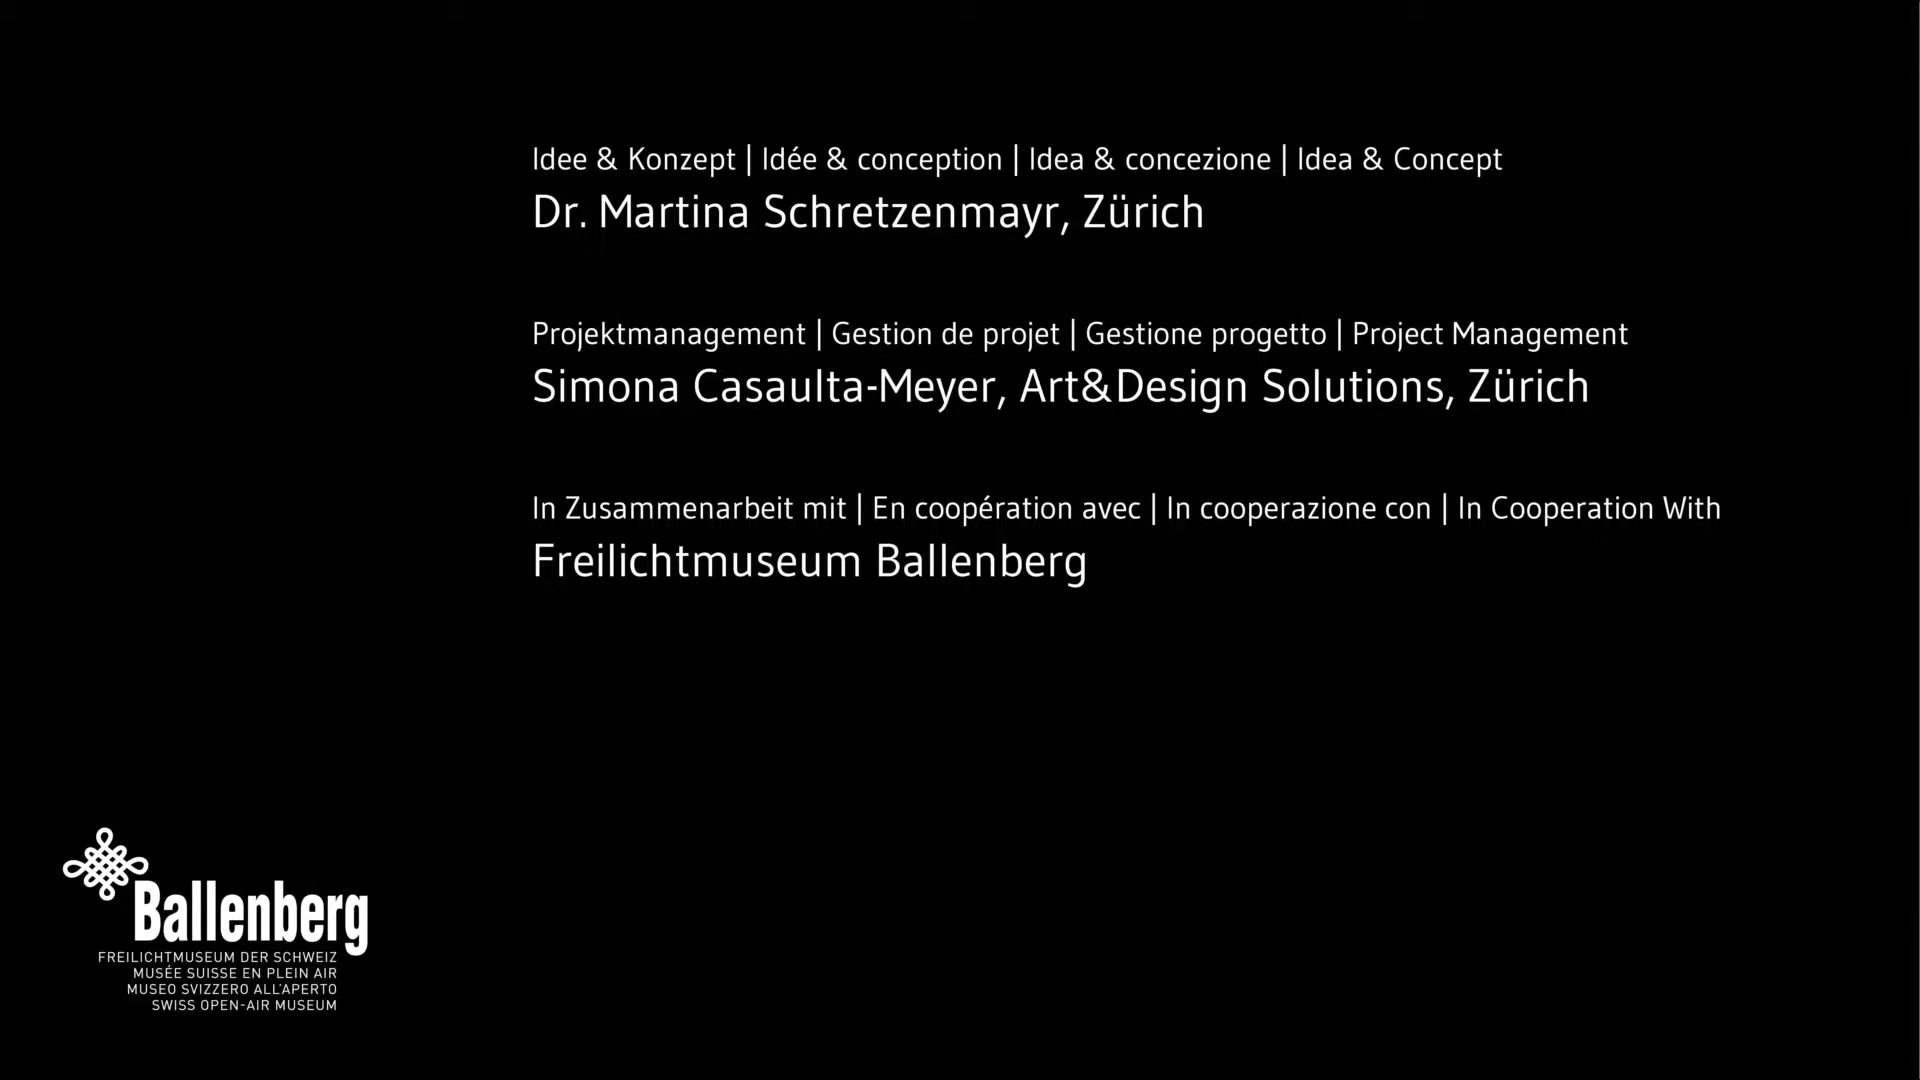 Idee & Konzept | Idée & conception | Idea & concezione | Idea & Concept
Dr. Martina Schretzenmayr, Zürich
Projektmanagement | Gestion de projet | Gestione progetto | Project Management
Simona Casaulta-Meyer, Art&Design Solutions, Zürich
In Zusammenarbeit mit | En coopération avec | In cooperazione con | In Cooperation With
Freilichtmuseum Ballenberg
Ballenberg
FREILICHTMUSEUM DER SCHWEIZ
MUSÉE SUISSE EN PLEIN AIR
MUSEO SVIZZERO ALL'APERTO
SWISS OPEN-AIR MUSEUM